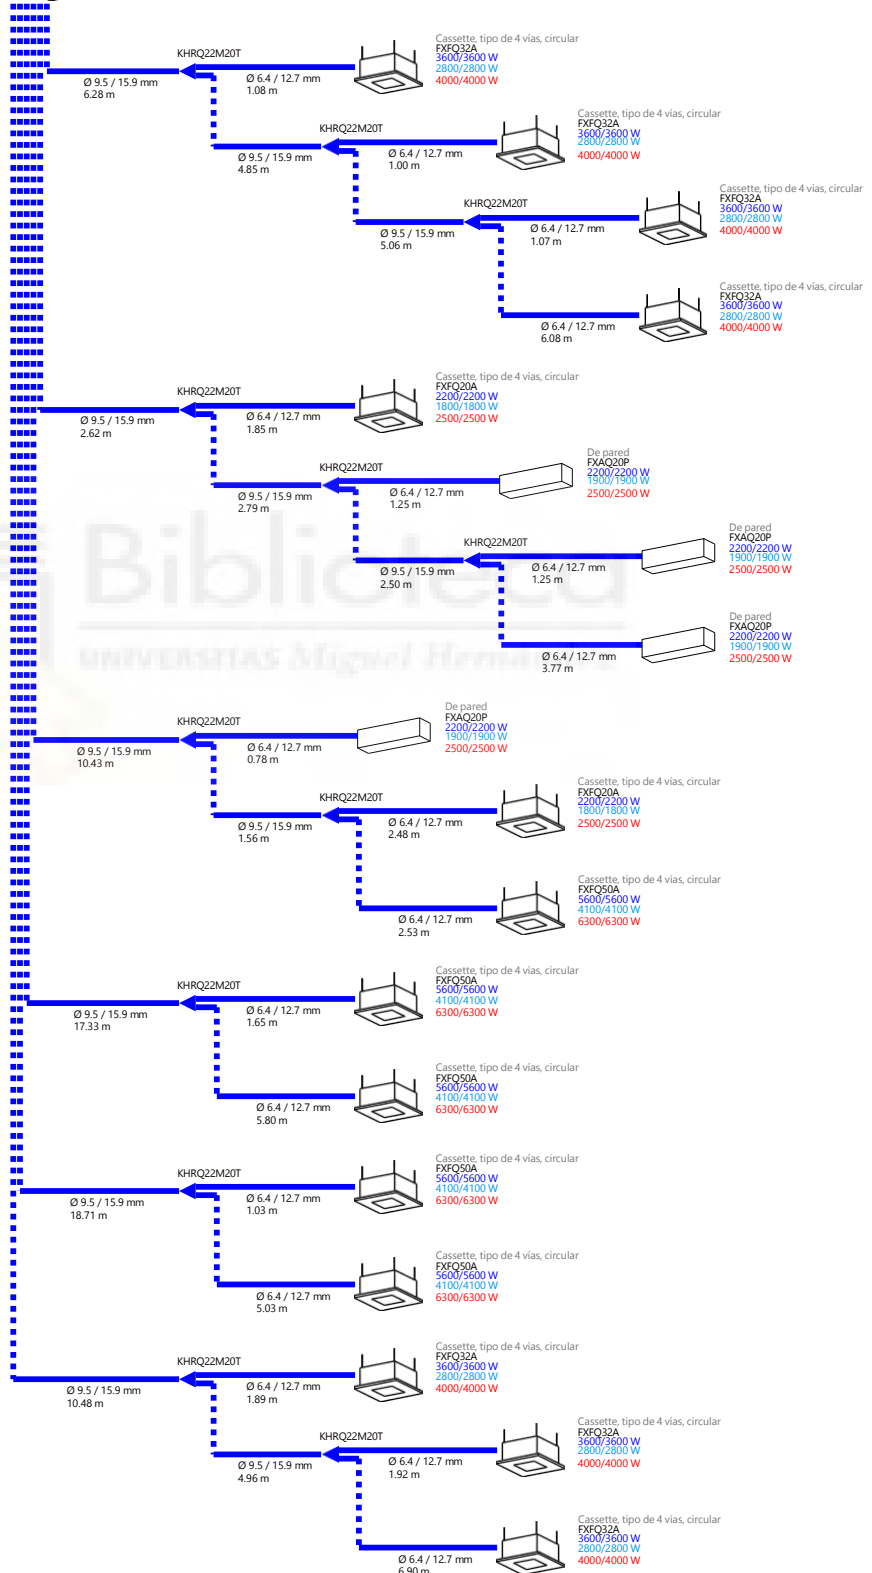 Cassette, tipo de 4 vías, circular
FXFQ32A
3600/3600 W
2800/2800 W
4000/4000 W
KHRQ22M20T
Ø 9.5 / 15.9 mm
6.28 m
Ø 6.4 / 12.7 mm
1.08 m
Cassette, tipo de 4 vías, circular
FXFQ32A
3600/3600 W
2800/2800 W
4000/4000 W
KHRQ22M20T
Ø 9.5 / 15.9 mm
4.85 m
Ø 6.4 / 12.7 mm
1.00 m
Cassette, tipo de 4 vías, circular
FXFQ32A
3600/3600 W
2800/2800 W
4000/4000 W
KHRQ22M20T
Ø 9.5 / 15.9 mm
5.06 m
Ø 6.4 / 12.7 mm
1.07 m
Cassette, tipo de 4 vías, circular
FXFQ32A
3600/3600 W
2800/2800 W
4000/4000 W
Ø 6.4 / 12.7 mm
6.08 m
Cassette, tipo de 4 vías, circular
FXFQ20A
2200/2200 W
1800/1800 W
2500/2500 W
KHRQ22M20T
Ø 9.5 / 15.9 mm
2.62 m
Ø 6.4 / 12.7 mm
1.85 m
De pared
FXAQ20P
2200/2200 W
1900/1900 W
2500/2500 W
KHRQ22M20T
Ø 9.5 / 15.9 mm
2.79 m
Ø 6.4 / 12.7 mm
1.25 m
De pared
FXAQ20P
2200/2200 W
1900/1900 W
2500/2500 W
KHRQ22M20T
Ø 9.5 / 15.9 mm
2.50 m
Ø 6.4 / 12.7 mm
1.25 m
Biblioteca
UNIVERSITAS Miguel Hernández
De pared
FXAQ20P
2200/2200 W
1900/1900 W
2500/2500 W
Ø 6.4 / 12.7 mm
3.77 m
De pared
FXAQ20P
2200/2200 W
1900/1900 W
2500/2500 W
KHRQ22M20T
Ø 9.5 / 15.9 mm
10.43 m
Ø 6.4 / 12.7 mm
0.78 m
Cassette, tipo de 4 vías, circular
FXFQ20A
2200/2200 W
1800/1800 W
2500/2500 W
KHRQ22M20T
Ø 9.5 / 15.9 mm
1.56 m
Ø 6.4 / 12.7 mm
2.48 m
Cassette, tipo de 4 vías, circular
FXFQ50A
5600/5600 W
4100/4100 W
6300/6300 W
Ø 6.4 / 12.7 mm
2.53 m
Cassette, tipo de 4 vías, circular
FXFQ50A
5600/5600 W
4100/4100 W
6300/6300 W
KHRQ22M20T
Ø 9.5 / 15.9 mm
17.33 m
Ø 6.4 / 12.7 mm
1.65 m
Cassette, tipo de 4 vías, circular
FXFQ50A
5600/5600 W
4100/4100 W
6300/6300 W
Ø 6.4 / 12.7 mm
5.80 m
Cassette, tipo de 4 vías, circular
FXFQ50A
5600/5600 W
4100/4100 W
6300/6300 W
KHRQ22M20T
Ø 9.5 / 15.9 mm
18.71 m
Ø 6.4 / 12.7 mm
1.03 m
Cassette, tipo de 4 vías, circular
FXFQ50A
5600/5600 W
4100/4100 W
6300/6300 W
Ø 6.4 / 12.7 mm
5.03 m
Cassette, tipo de 4 vías, circular
FXFQ32A
3600/3600 W
2800/2800 W
4000/4000 W
KHRQ22M20T
Ø 9.5 / 15.9 mm
10.48 m
Ø 6.4 / 12.7 mm
1.89 m
Cassette, tipo de 4 vías, circular
FXFQ32A
3600/3600 W
2800/2800 W
4000/4000 W
KHRQ22M20T
Ø 9.5 / 15.9 mm
4.96 m
Ø 6.4 / 12.7 mm
1.92 m
Cassette, tipo de 4 vías, circular
FXFQ32A
3600/3600 W
2800/2800 W
4000/4000 W
Ø 6.4 / 12.7 mm
6.90 m